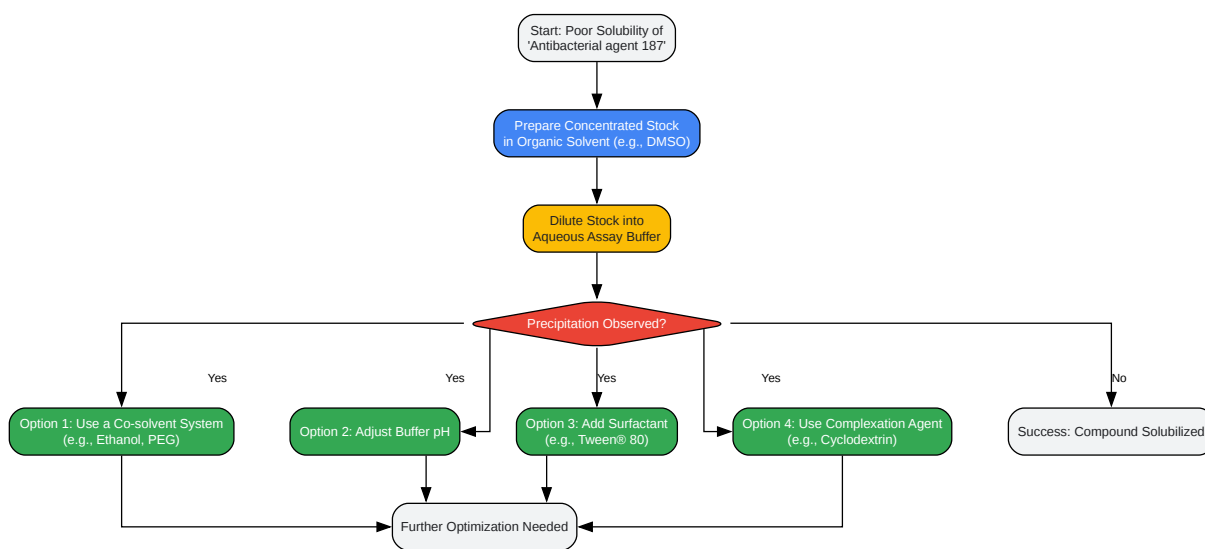 Start: Poor Solubility of
'Antibacterial agent 187'
Prepare Concentrated Stock
in Organic Solvent (e.g., DMSO)
Dilute Stock into
Aqueous Assay Buffer
Precipitation Observed?
Yes
Yes
Yes
Yes
No
Option 1: Use a Co-solvent System
(e.g., Ethanol, PEG)
Option 2: Adjust Buffer pH
Option 3: Add Surfactant
(e.g., Tween® 80)
Option 4: Use Complexation Agent
(e.g., Cyclodextrin)
Success: Compound Solubilized
Further Optimization Needed